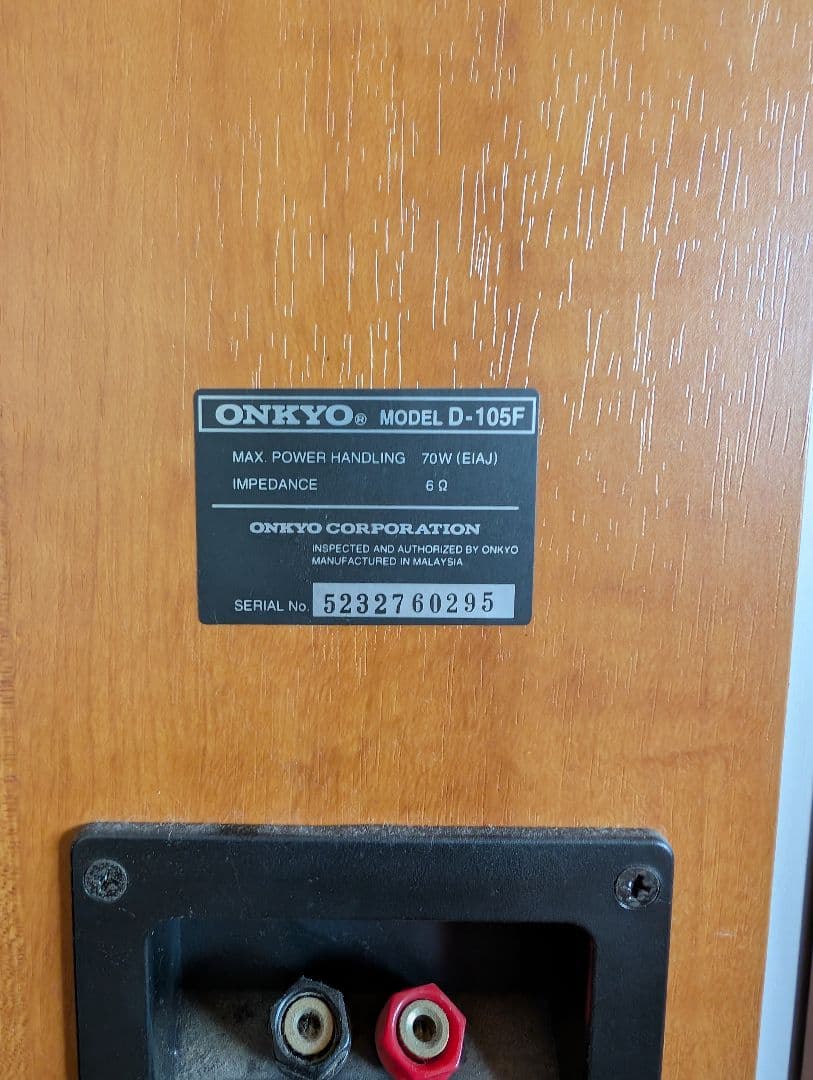 ONKYO® MODEL D-105F
MAX. POWER HANDLING 70W (EIAJ)
IMPEDANCE 6 Ω
ONKYO CORPORATION
INSPECTED AND AUTHORIZED BY ONKYO
MANUFACTURED IN MALAYSIA
SERIAL No. 5232760295